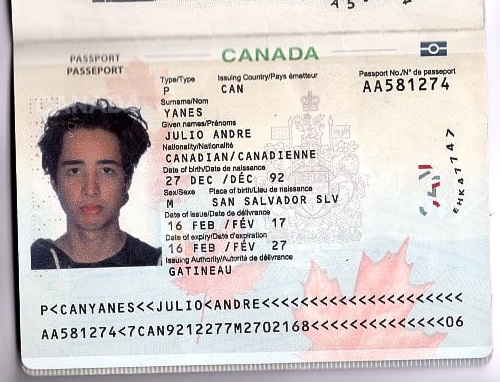 CANADA
PASSPORT
PASSEPORT
Type/Type Issuing Country/Pays émetteur Passport No./N° de passeport
P CAN AA581274
Surname/Nom
YANES
Given names/Prénoms
JULIO ANDRE
Nationality/Nationalité
CANADIAN/CANADIENNE
Date of birth/Date de naissance
27 DEC /DÉC 92
Sex/Sexe Place of birth/Lieu de naissance
M SAN SALVADOR SLV
Date of issue/Date de délivrance
16 FEB /FÉV 17
Date of expiry/Date d'expiration
16 FEB /FÉV 27
Issuing Authority/Autorité de délivrance
GATINEAU
P<CANYANES<<JULIO<ANDRE<<<<<<<<<<<<<<<<<<<<<
AA581274<7CAN9212277M2702168<<<<<<<<<<<<<<06